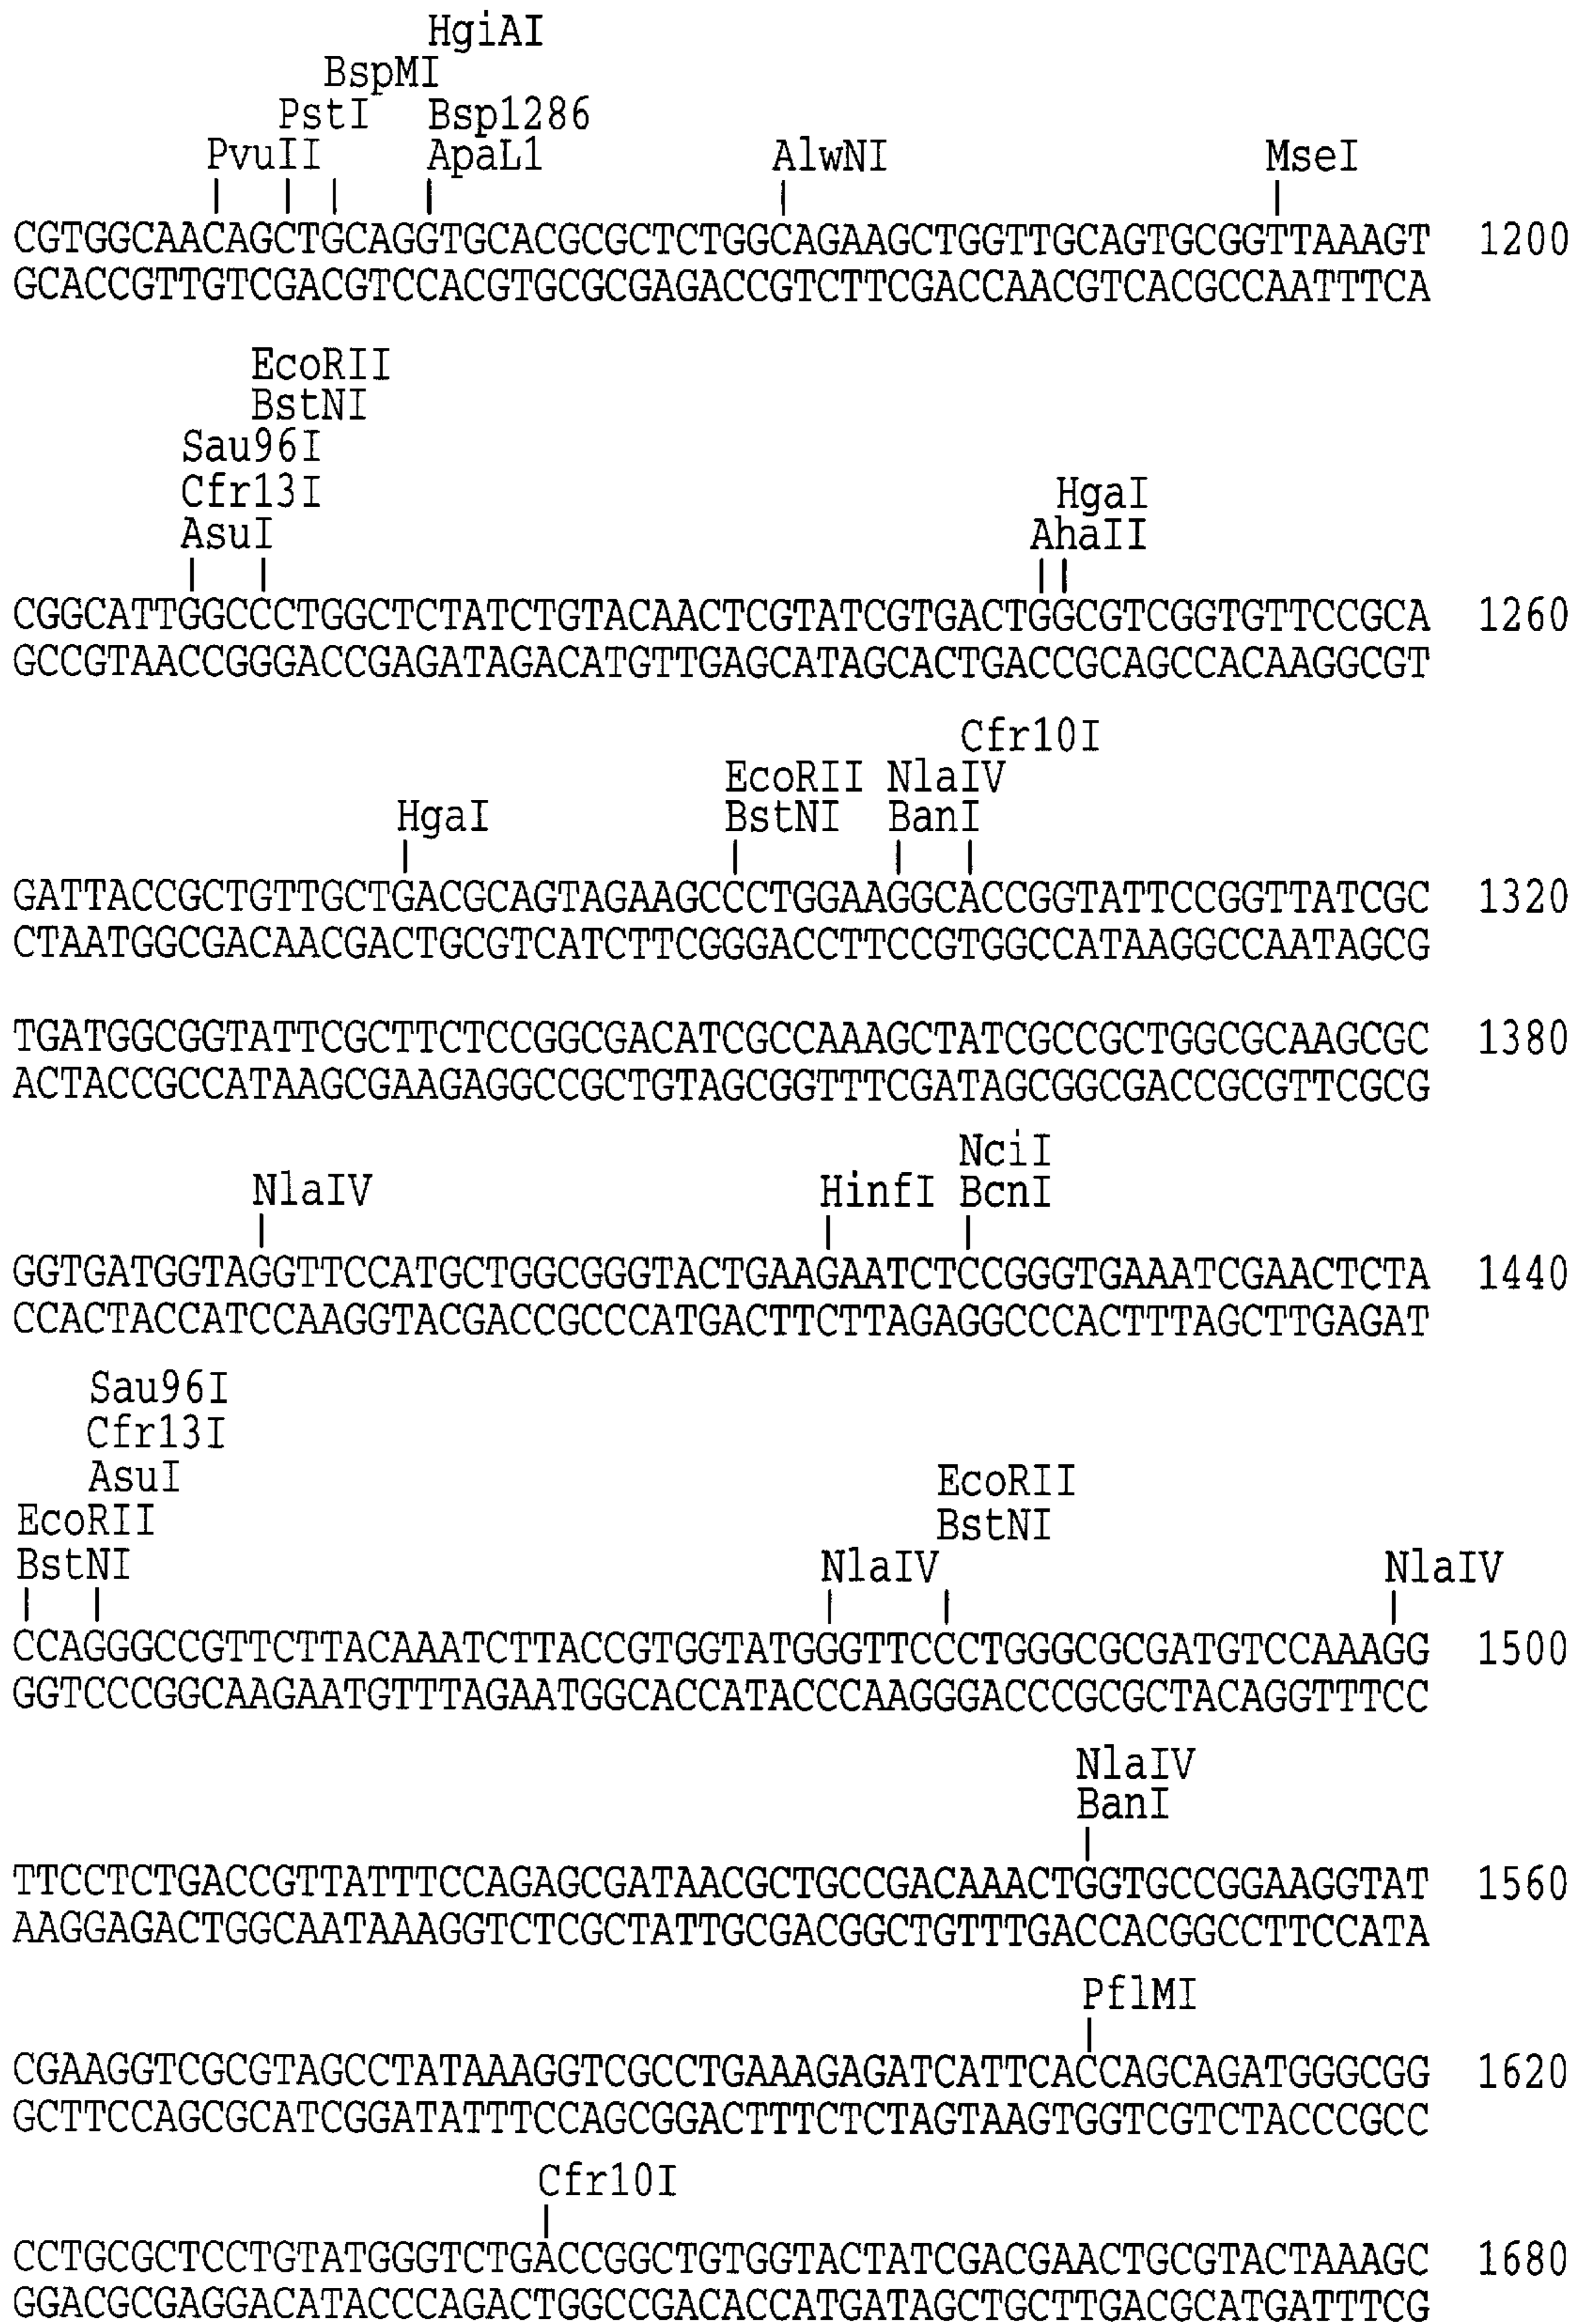 HgiAI
BspMI
PstI Bsp1286
PvuII ApaL1 AlwNI MseI
CGTGGCAACAGCTGCAGGTGCACGCGCTCTGGCAGAAGCTGGTTGCAGTGCGGTTAAAGT 1200
GCACCGTTGTCGACGTCCACGTGCGCGAGACCGTCTTCGACCAACGTCACGCCAATTTCA
EcoRII
BstNI
Sau96I
Cfr13I HgaI
AsuI AhaII
CGGCATTGGCCCTGGCTCTATCTGTACAACTCGTATCGTGACTGGCGTCGGTGTTCCGCA 1260
GCCGTAACCGGGACCGAGATAGACATGTTGAGCATAGCACTGACCGCAGCCACAAGGCGT
Cfr10I
EcoRII NlaIV
HgaI BstNI BanI
GATTACCGCTGTTGCTGACGCAGTAGAAGCCCTGGAAGGCACCGGTATTCCGGTTATCGC 1320
CTAATGGCGACAACGACTGCGTCATCTTCGGGACCTTCCGTGGCCATAAGGCCAATAGCG
TGATGGCGGTATTCGCTTCTCCGGCGACATCGCCAAAGCTATCGCCGCTGGCGCAAGCGC 1380
ACTACCGCCATAAGCGAAGAGGCCGCTGTAGCGGTTTCGATAGCGGCGACCGCGTTCGCG
NciI
NlaIV HinfI BcnI
GGTGATGGTAGGTTCCATGCTGGCGGGTACTGAAGAATCTCCGGGTGAAATCGAACTCTA 1440
CCACTACCATCCAAGGTACGACCGCCCATGACTTCTTAGAGGCCCACTTTAGCTTGAGAT
Sau96I
Cfr13I
AsuI EcoRII
EcoRII BstNI
BstNI NlaIV NlaIV
CCAGGGCCGTTCTTACAAATCTTACCGTGGTATGGGTTCCCTGGGCGCGATGTCCAAAGG 1500
GGTCCCGGCAAGAATGTTTAGAATGGCACCATACCCAAGGGACCCGCGCTACAGGTTTCC
NlaIV
BanI
TTCCTCTGACCGTTATTTCCAGAGCGATAACGCTGCCGACAAACTGGTGCCGGAAGGTAT 1560
AAGGAGACTGGCAATAAAGGTCTCGCTATTGCGACGGCTGTTTGACCACGGCCTTCCATA
PflMI
CGAAGGTCGCGTAGCCTATAAAGGTCGCCTGAAAGAGATCATTCACCAGCAGATGGGCGG 1620
GCTTCCAGCGCATCGGATATTTCCAGCGGACTTTCTCTAGTAAGTGGTCGTCTACCCGCC
Cfr10I
CCTGCGCTCCTGTATGGGTCTGACCGGCTGTGGTACTATCGACGAACTGCGTACTAAAGC 1680
GGACGCGAGGACATACCCAGACTGGCCGACACCATGATAGCTGCTTGACGCATGATTTCG